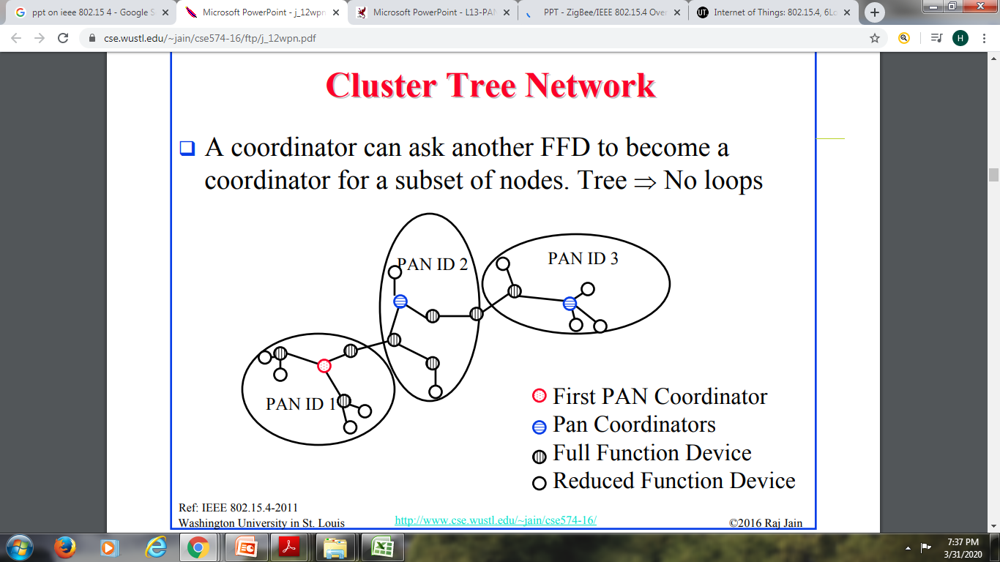 ppt on ieee 802.15 4 - Google S
Microsoft PowerPoint - j_12wpn
Microsoft PowerPoint - L13-PAN
PPT - ZigBee/IEEE 802.15.4 Over
Internet of Things: 802.15.4, 6Lo
cse.wustl.edu/~jain/cse574-16/ftp/j_12wpn.pdf
H
Cluster Tree Network
A coordinator can ask another FFD to become a
coordinator for a subset of nodes. Tree ⇒ No loops
PAN ID 2
PAN ID 3
PAN ID 1
First PAN Coordinator
Pan Coordinators
Full Function Device
Reduced Function Device
Ref: IEEE 802.15.4-2011
Washington University in St. Louis
http://www.cse.wustl.edu/~jain/cse574-16/
©2016 Raj Jain
7:37 PM
3/31/2020